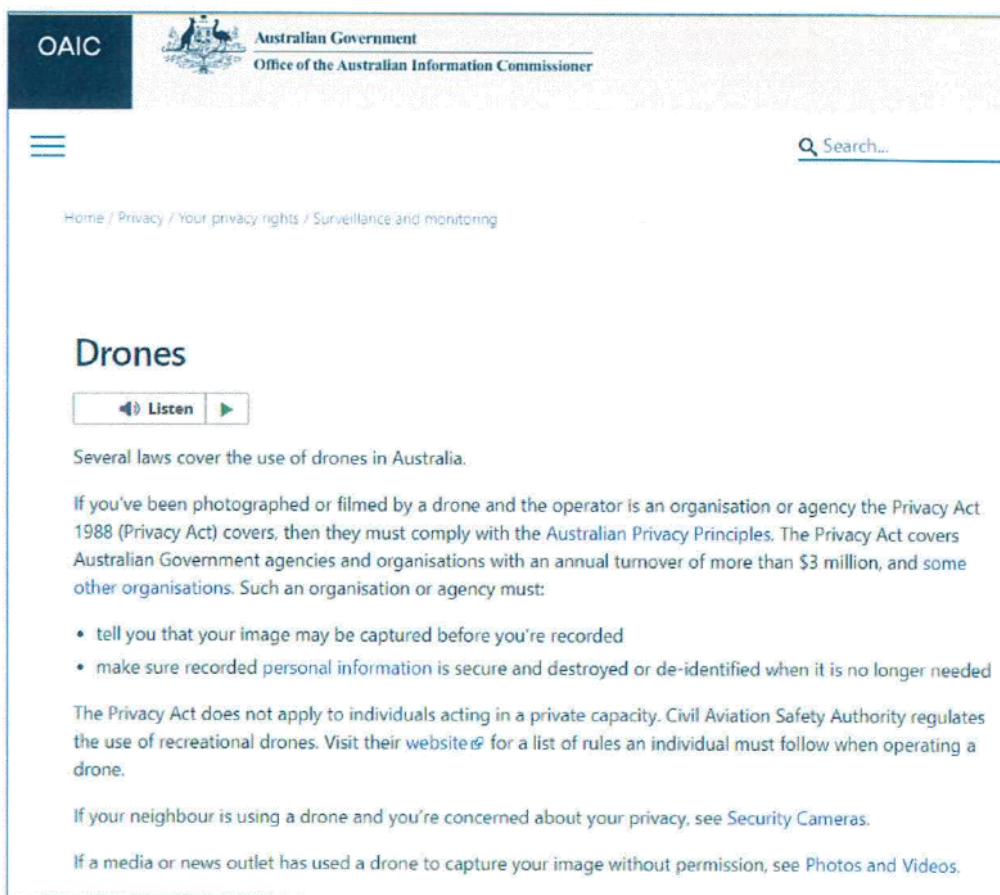 OAIC
Australian Government
Office of the Australian Information Commissioner
Search...
Home / Privacy / Your privacy rights / Surveillance and monitoring
Drones
Listen
Several laws cover the use of drones in Australia.
If you've been photographed or filmed by a drone and the operator is an organisation or agency the Privacy Act
1988 (Privacy Act) covers, then they must comply with the Australian Privacy Principles. The Privacy Act covers
Australian Government agencies and organisations with an annual turnover of more than $3 million, and some
other organisations. Such an organisation or agency must:
• tell you that your image may be captured before you're recorded
• make sure recorded personal information is secure and destroyed or de-identified when it is no longer needed
The Privacy Act does not apply to individuals acting in a private capacity. Civil Aviation Safety Authority regulates
the use of recreational drones. Visit their website for a list of rules an individual must follow when operating a
drone.
If your neighbour is using a drone and you're concerned about your privacy, see Security Cameras.
If a media or news outlet has used a drone to capture your image without permission, see Photos and Videos.